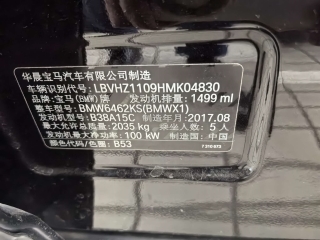 华晨宝马汽车有限公司制造
车辆识别代号: LBVHZ1109HMK04830
品牌: 宝马(BMW)牌 发动机排量: 1499 ml
整车型号: BMW6462KS(BMWX1)
发动机型号: B38A15C 制造年月: 2017.08
最大允许总质量: 2035 kg 乘坐人数: 5 人
发动机最大净功率: 100 kW 制造国: 中国
颜色代码/色圈: B53